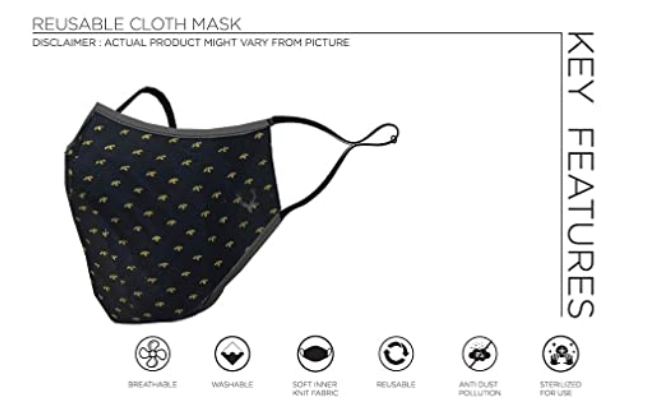 REUSABLE CLOTH MASK
DISCLAIMER : ACTUAL PRODUCT MIGHT VARY FROM PICTURE
KEY FEATURES
BREATHABLE
WASHABLE
SOFT INNER
KNIT FABRIC
REUSABLE
ANTI DUST
POLLUTION
STERILIZED
FOR USE